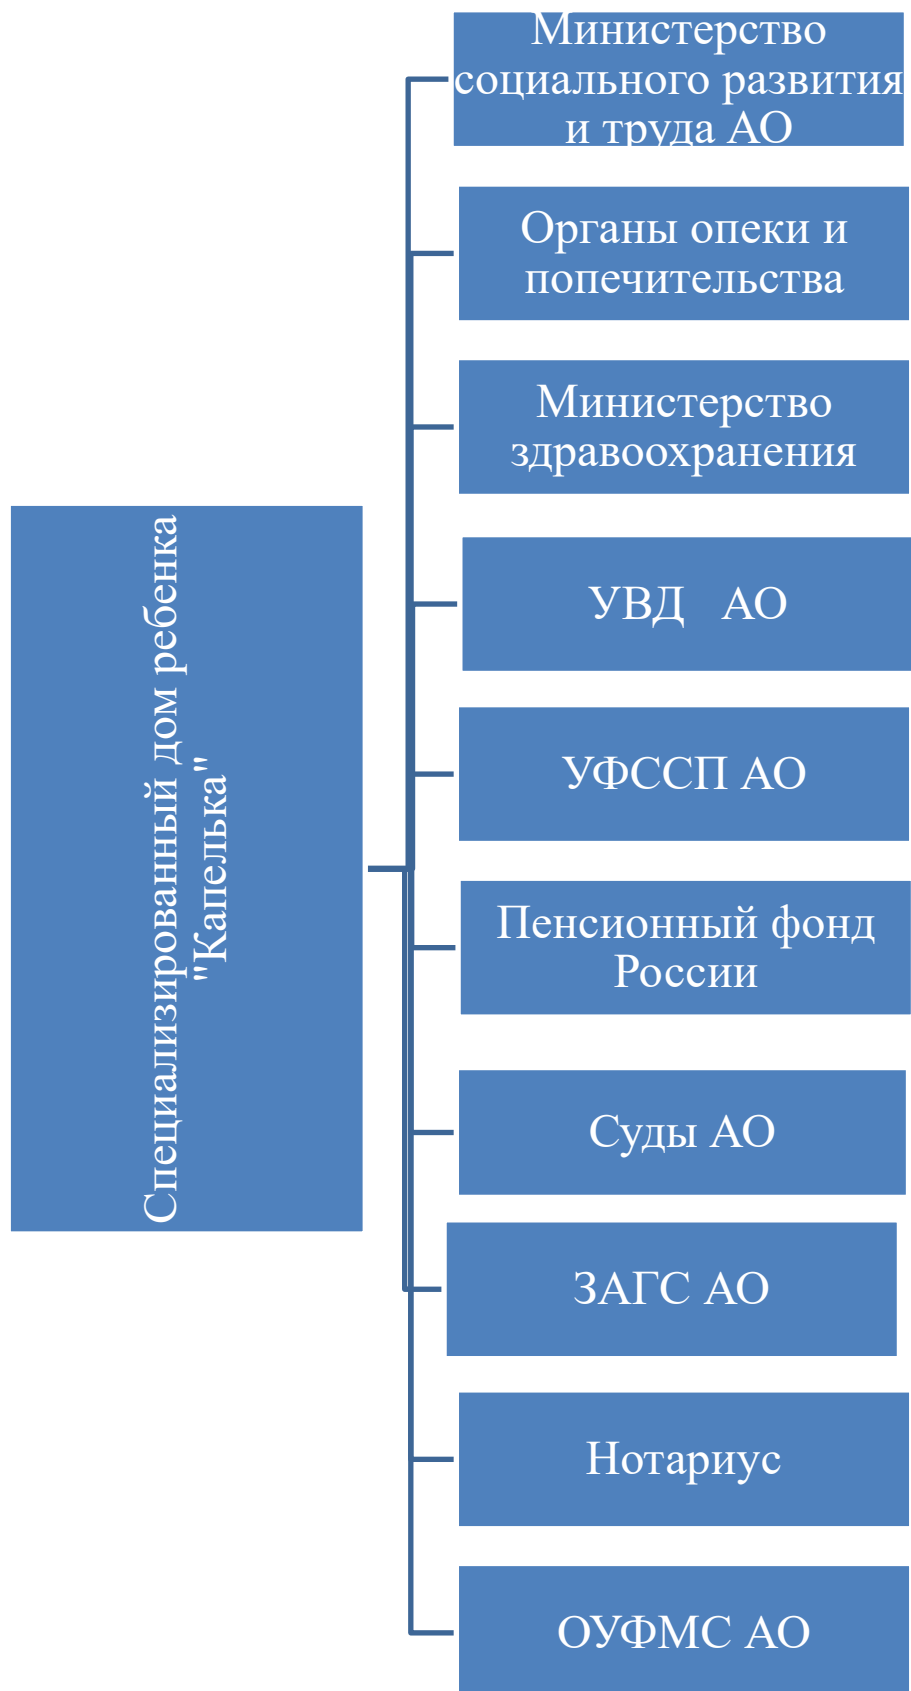 Министерство
социального развития
и труда АО
Органы опеки и
попечительства
Министерство
здравоохранения
УВД АО
УФССП АО
Специализированный дом ребенка
"Капелька"
Пенсионный фонд
России
Суды АО
ЗАГС АО
Нотариус
ОУФМС АО